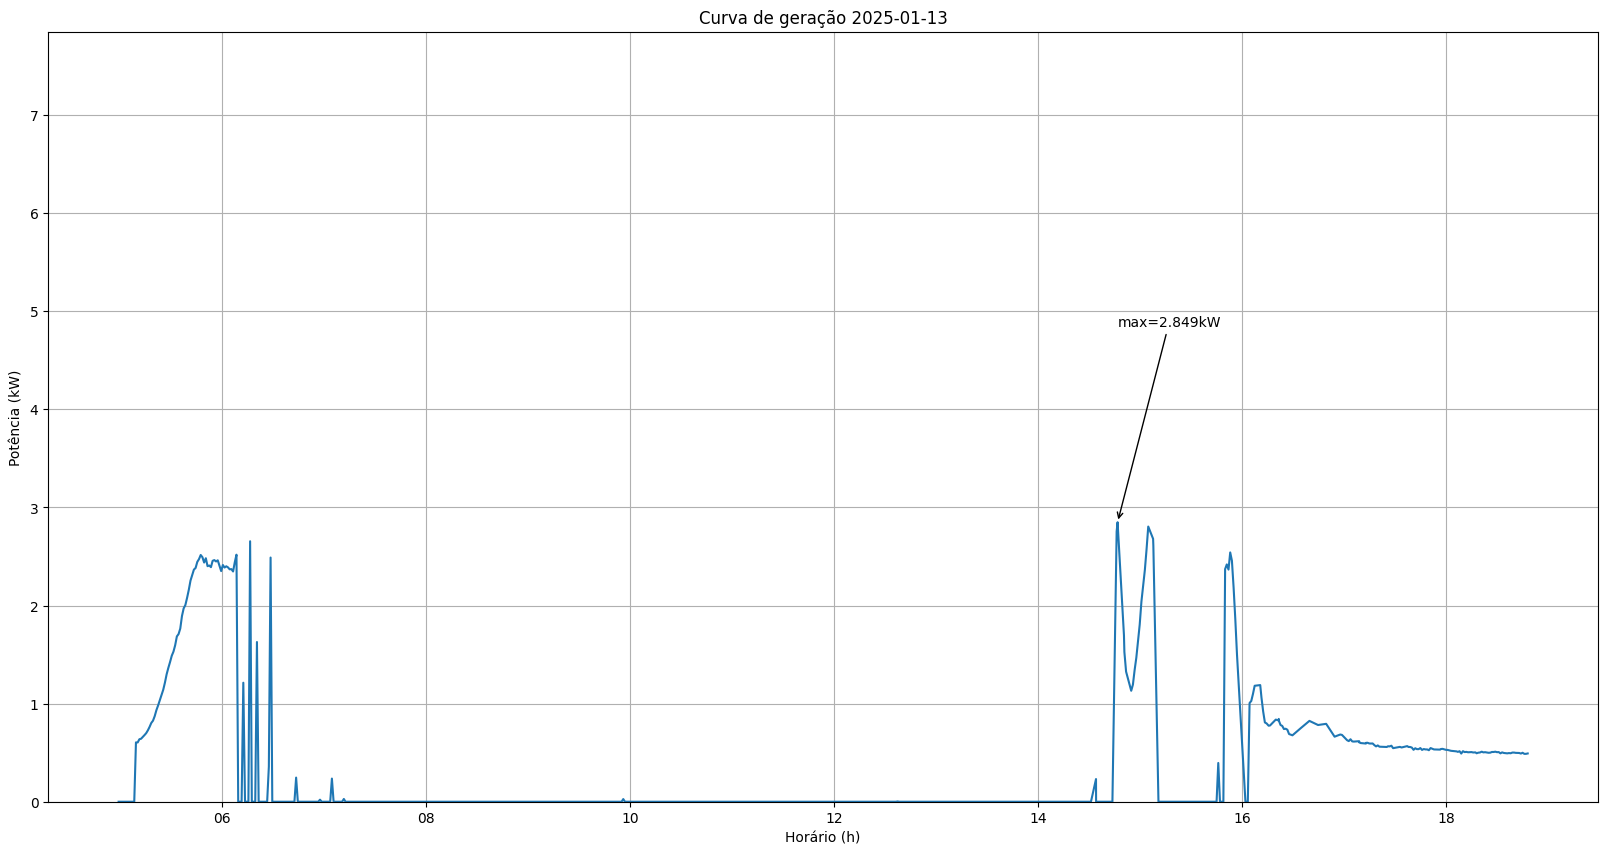 Curva de geração 2025-01-13
7
6
5
max=2.849kW
4
Potência (kW)
3
2
1
0
06 08 10 12 14 16 18
Horário (h)